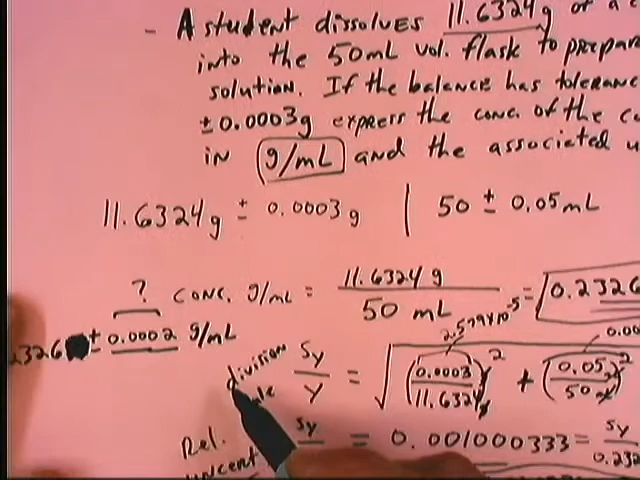 - A student dissolves 11.6324g of a
into the 50mL vol. flask to prepar
solution. If the balance has toleranc
±0.0003g express the conc. of the c
in g/mL and the associated u
11.6324g ± 0.0003g | 50 ± 0.05mL
? conc. g/mL = 11.6324 g / 50 mL = 0.2326
2326 ± 0.0002 g/mL
2.579x10⁻⁵ 0.00
division Sy/y = √(0.0003/11.6324)² + (0.05/50)²
Rel. Sy = 0.001000333 = Sy
uncert 0.232